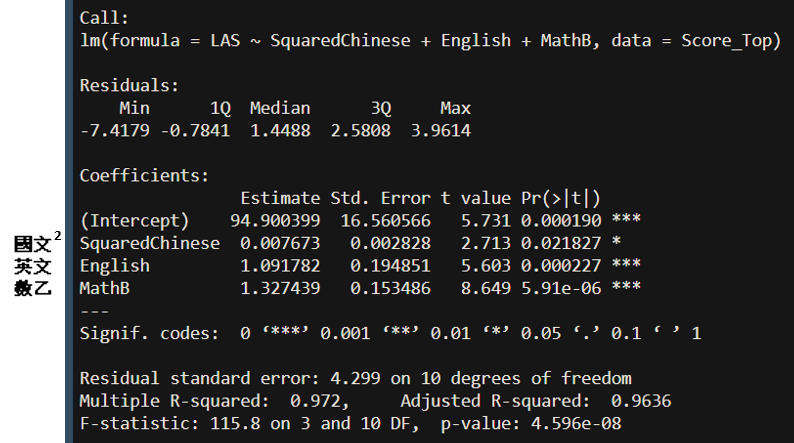 Call:
lm(formula = LAS ~ SquaredChinese + English + MathB, data = Score_Top)
Residuals:
    Min      1Q  Median      3Q     Max
-7.4179 -0.7841  1.4488  2.5808  3.9614
Coefficients:
                Estimate Std. Error t value Pr(>|t|)
(Intercept)    94.900399  16.560566   5.731 0.000190 ***
國文² SquaredChinese  0.007673   0.002828   2.713 0.021827 *
英文 English         1.091782   0.194851   5.603 0.000227 ***
數乙 MathB           1.327439   0.153486   8.649 5.91e-06 ***
---
Signif. codes:  0 ‘***’ 0.001 ‘**’ 0.01 ‘*’ 0.05 ‘.’ 0.1 ‘ ’ 1
Residual standard error: 4.299 on 10 degrees of freedom
Multiple R-squared:  0.972,     Adjusted R-squared:  0.9636
F-statistic: 115.8 on 3 and 10 DF,  p-value: 4.596e-08